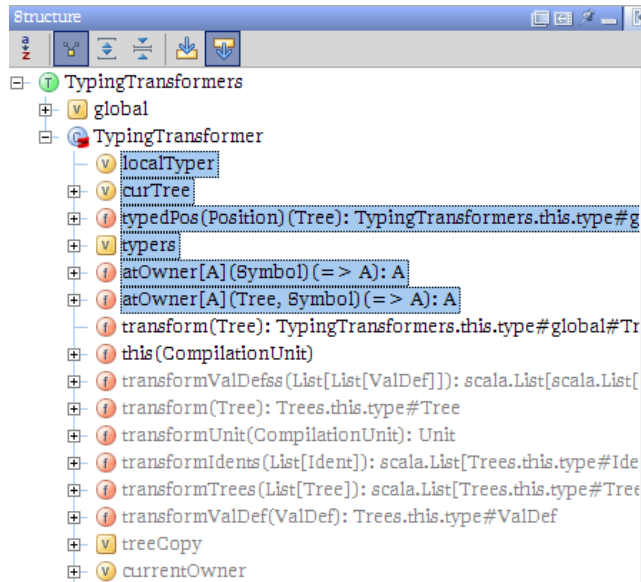 Structure
a
z
T TypingTransformers
v global
C TypingTransformer
v localTyper
v curTree
f typedPos(Position)(Tree): TypingTransformers.this.type#g
v typers
f atOwner[A](Symbol)(=> A): A
f atOwner[A](Tree, Symbol)(=> A): A
f transform(Tree): TypingTransformers.this.type#global#Tr
f this(CompilationUnit)
f transformValDefss(List[List[ValDef]]): scala.List[scala.List[
f transform(Tree): Trees.this.type#Tree
f transformUnit(CompilationUnit): Unit
f transformIdents(List[Ident]): scala.List[Trees.this.type#Ide
f transformTrees(List[Tree]): scala.List[Trees.this.type#Tree
f transformValDef(ValDef): Trees.this.type#ValDef
v treeCopy
v currentOwner